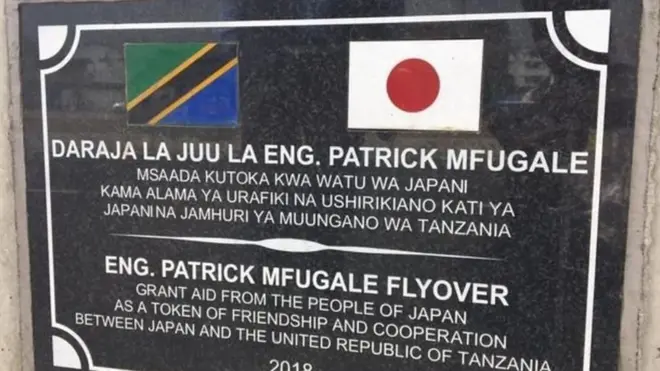 DARAJA LA JUU LA ENG. PATRICK MFUGALE
MSAADA KUTOKA KWA WATU WA JAPANI
KAMA ALAMA YA URAFIKI NA USHIRIKIANO KATI YA
JAPANI NA JAMHURI YA MUUNGANO WA TANZANIA
ENG. PATRICK MFUGALE FLYOVER
GRANT AID FROM THE PEOPLE OF JAPAN
AS A TOKEN OF FRIENDSHIP AND COOPERATION
BETWEEN JAPAN AND THE UNITED REPUBLIC OF TANZANIA
2018